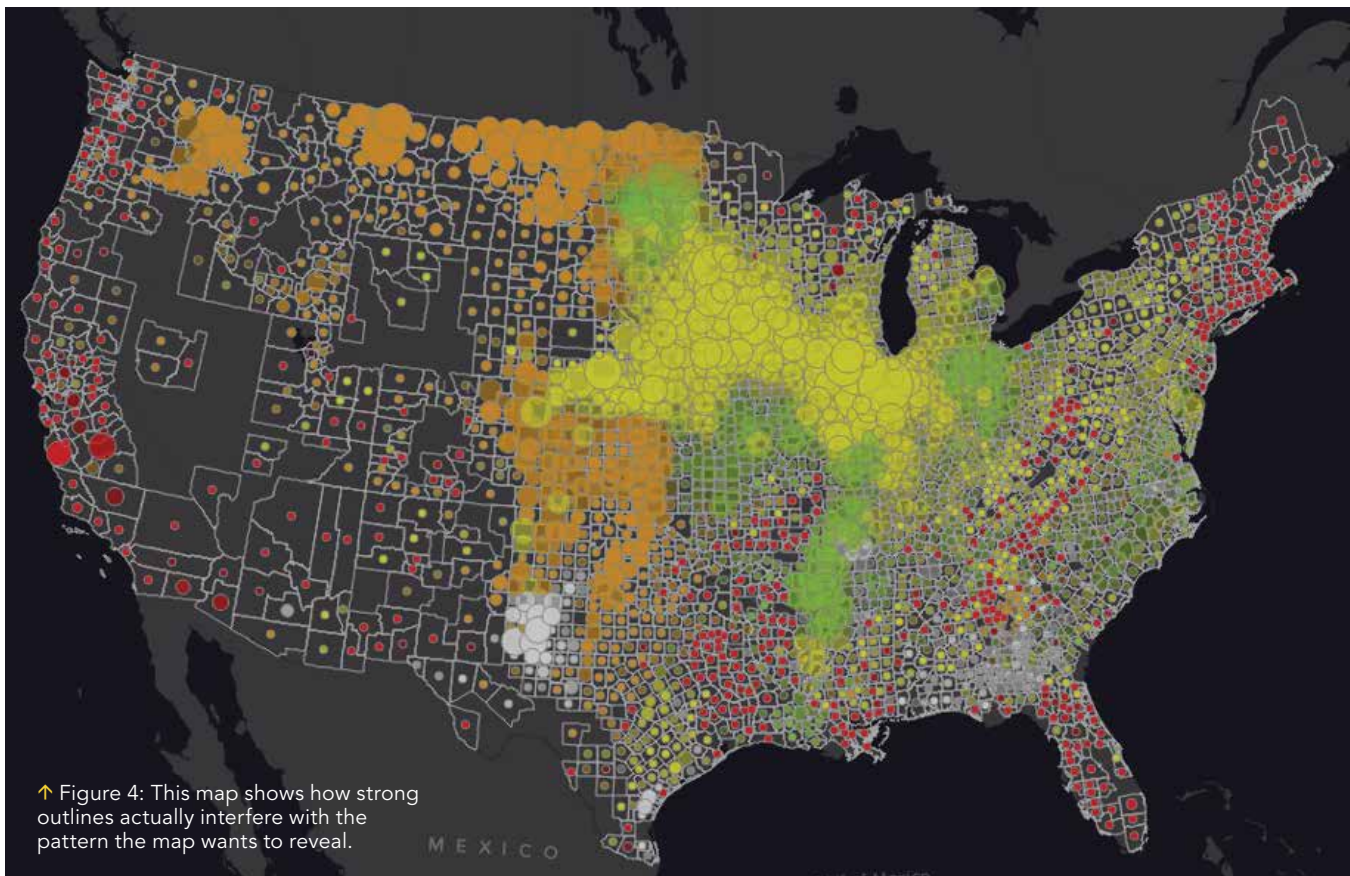 ↑ Figure 4: This map shows how strong
outlines actually interfere with the
pattern the map wants to reveal.
MEXICO